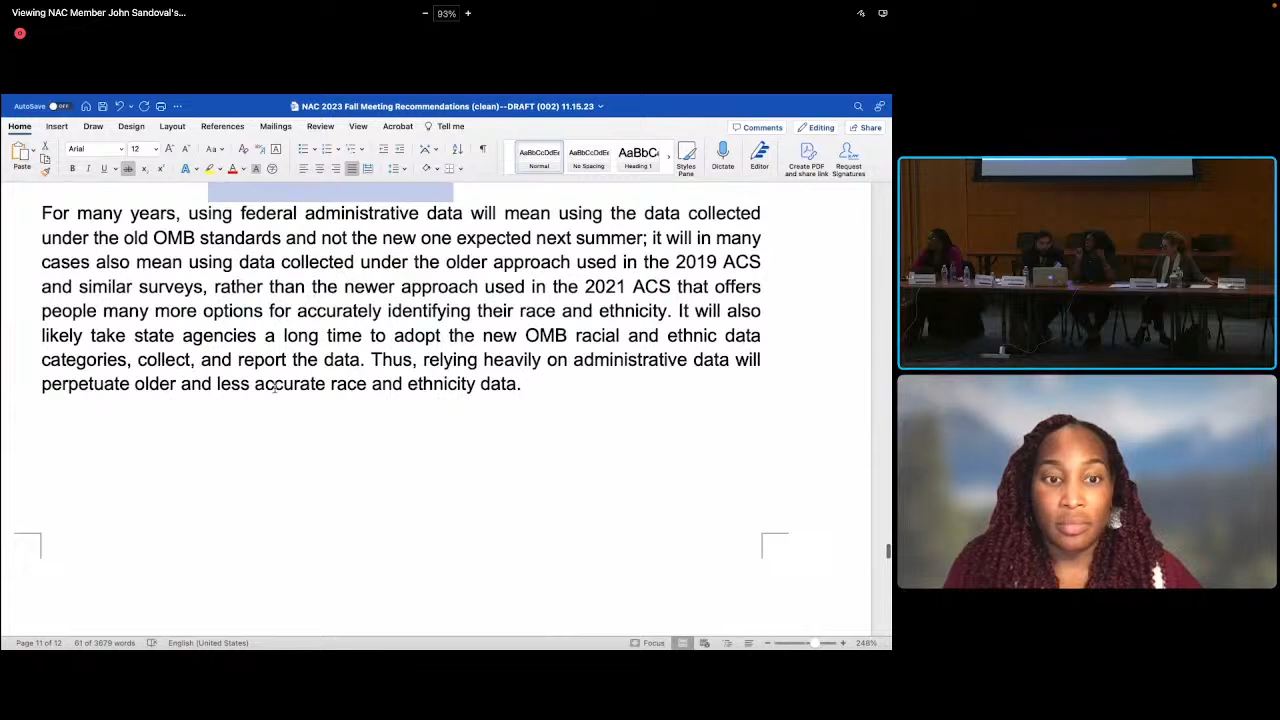 Viewing NAC Member John Sandoval's...
93%
AutoSave OFF
NAC 2023 Fall Meeting Recommendations (clean)--DRAFT (002) 11.15.23
Home Insert Draw Design Layout References Mailings Review View Acrobat Tell me
Comments Editing Share
Paste Arial 12
AaBbCcDdEe Normal
AaBbCcDdEe No Spacing
AaBbC Heading 1
Styles Pane
Dictate
Editor
Create PDF and share link
Request Signatures
For many years, using federal administrative data will mean using the data collected
under the old OMB standards and not the new one expected next summer; it will in many
cases also mean using data collected under the older approach used in the 2019 ACS
and similar surveys, rather than the newer approach used in the 2021 ACS that offers
people many more options for accurately identifying their race and ethnicity. It will also
likely take state agencies a long time to adopt the new OMB racial and ethnic data
categories, collect, and report the data. Thus, relying heavily on administrative data will
perpetuate older and less accurate race and ethnicity data.
Page 11 of 12 61 of 3679 words English (United States) Focus 248%